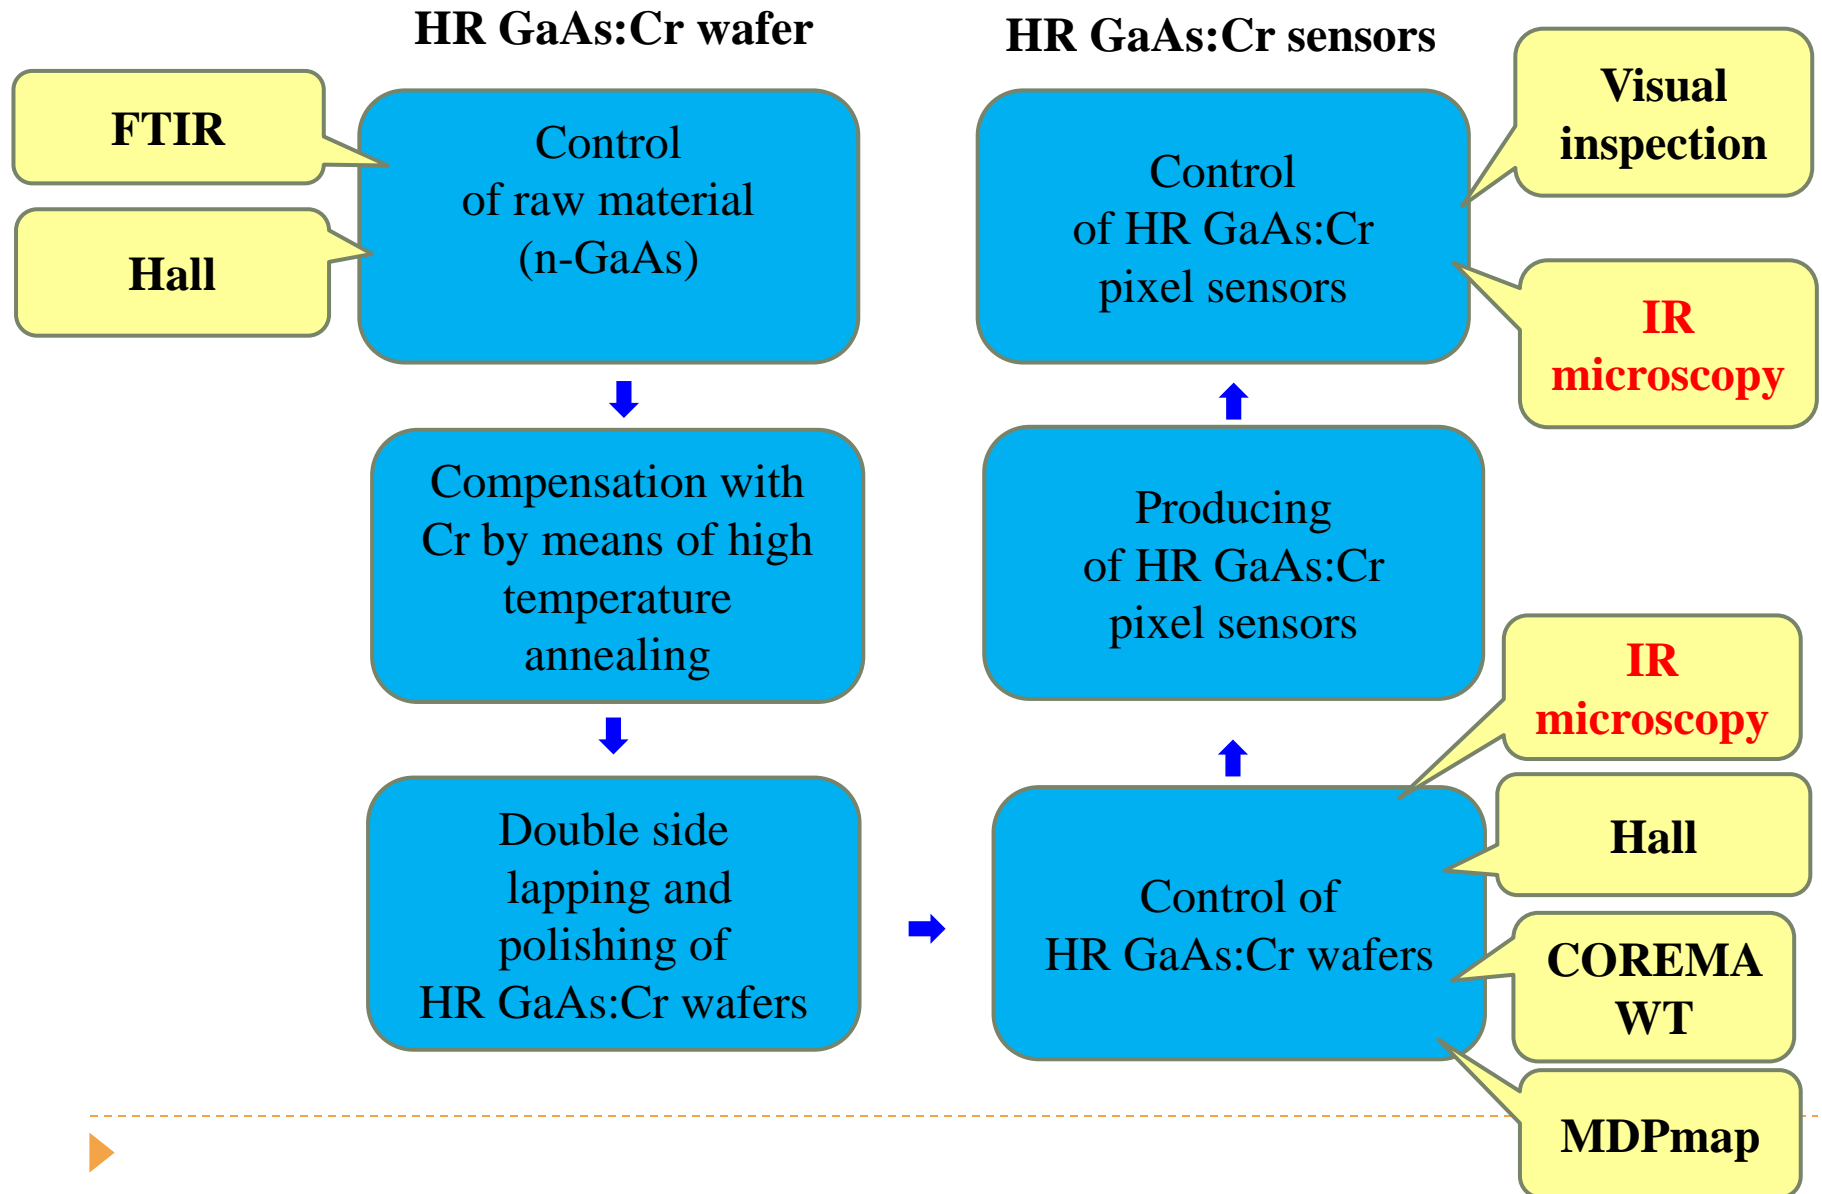 HR GaAs:Cr wafer
FTIR
Hall
Control
of raw material
(n-GaAs)
Compensation with
Cr by means of high
temperature
annealing
Double side
lapping and
polishing of
HR GaAs:Cr wafers
HR GaAs:Cr sensors
Control
of HR GaAs:Cr
pixel sensors
Visual
inspection
IR
microscopy
Producing
of HR GaAs:Cr
pixel sensors
Control of
HR GaAs:Cr wafers
IR
microscopy
Hall
COREMA
WT
MDPmap